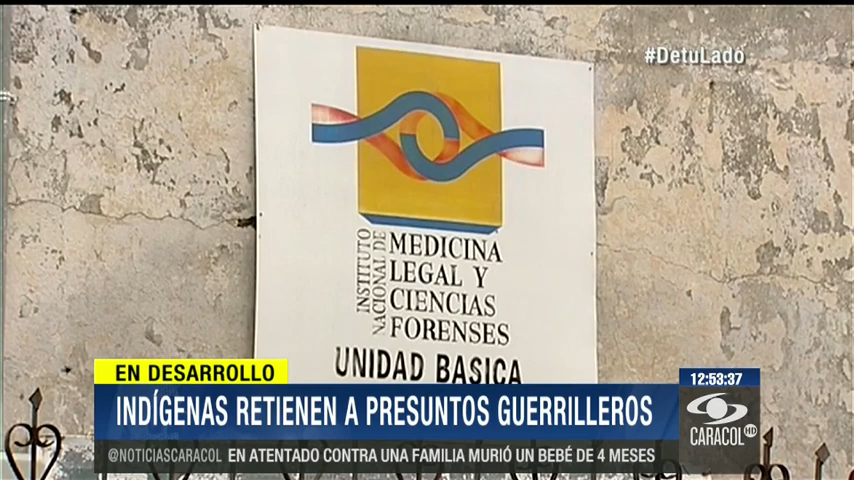 #DetuLado
INSTITUTO
NACIONAL DE
MEDICINA
LEGAL Y
CIENCIAS
FORENSES
UNIDAD BASICA
EN DESARROLLO
12:53:37
INDÍGENAS RETIENEN A PRESUNTOS GUERRILLEROS
CARACOL HD
@NOTICIASCARACOL EN ATENTADO CONTRA UNA FAMILIA MURIÓ UN BEBÉ DE 4 MESES